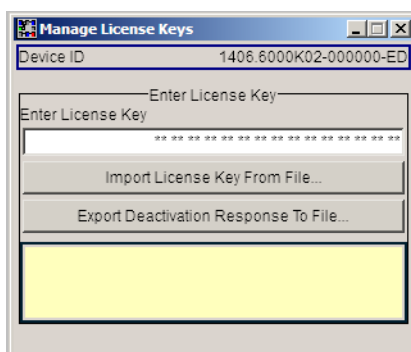 Manage License Keys
Device ID 1406.6000K02-000000-ED
Enter License Key
Enter License Key
** ** ** ** ** ** ** ** ** ** ** ** ** ** **
Import License Key From File...
Export Deactivation Response To File...